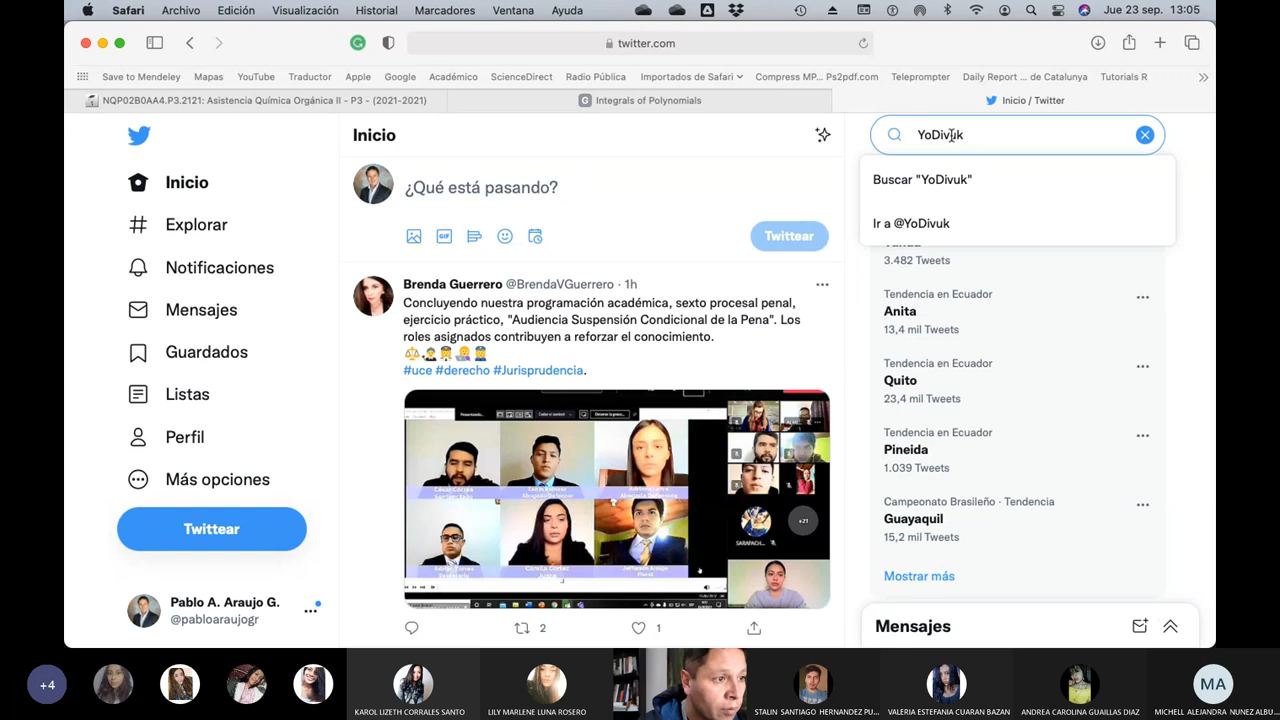 Safari Archivo Edición Visualización Historial Marcadores Ventana Ayuda Jue 23 sep. 13:05
twitter.com
Save to Mendeley Mapas YouTube Traductor Apple Google Académico ScienceDirect Radio Pública Importados de Safari Compress MP... Ps2pdf.com Teleprompter Daily Report ... de Catalunya Tutorials R
NQP02B0AA4.P3.2121: Asistencia Química Orgánica II - P3 - (2021-2021) Integrals of Polynomials Inicio / Twitter
Inicio
Explorar
Notificaciones
Mensajes
Guardados
Listas
Perfil
Más opciones
Twittear
Pablo A. Araujo G.
@pabloaraujogr
Inicio
¿Qué está pasando?
GIF
Twittear
Brenda Guerrero @BrendaVGuerrero · 1h
Concluyendo nuestra programación académica, sexto procesal penal,
ejercicio práctico, "Audiencia Suspensión Condicional de la Pena". Los
roles asignados contribuyen a reforzar el conocimiento.
#uce #derecho #Jurisprudencia.
+21
2 1
YoDivuk
Buscar "YoDivuk"
Ir a @YoDivuk
3.482 Tweets
Tendencia en Ecuador
Anita
13,4 mil Tweets
Tendencia en Ecuador
Quito
23,4 mil Tweets
Tendencia en Ecuador
Pineida
1.039 Tweets
Campeonato Brasileño · Tendencia
Guayaquil
15,2 mil Tweets
Mostrar más
Mensajes
+4
KAROL LIZETH CORRALES SANTO
LILY MARLENE LUNA ROSERO
STALIN SANTIAGO HERNANDEZ PU...
VALERIA ESTEFANIA CUARAN BAZAN
ANDREA CAROLINA GUAILLAS DIAZ
MA
MICHELL ALEJANDRA NUNEZ ALBU...